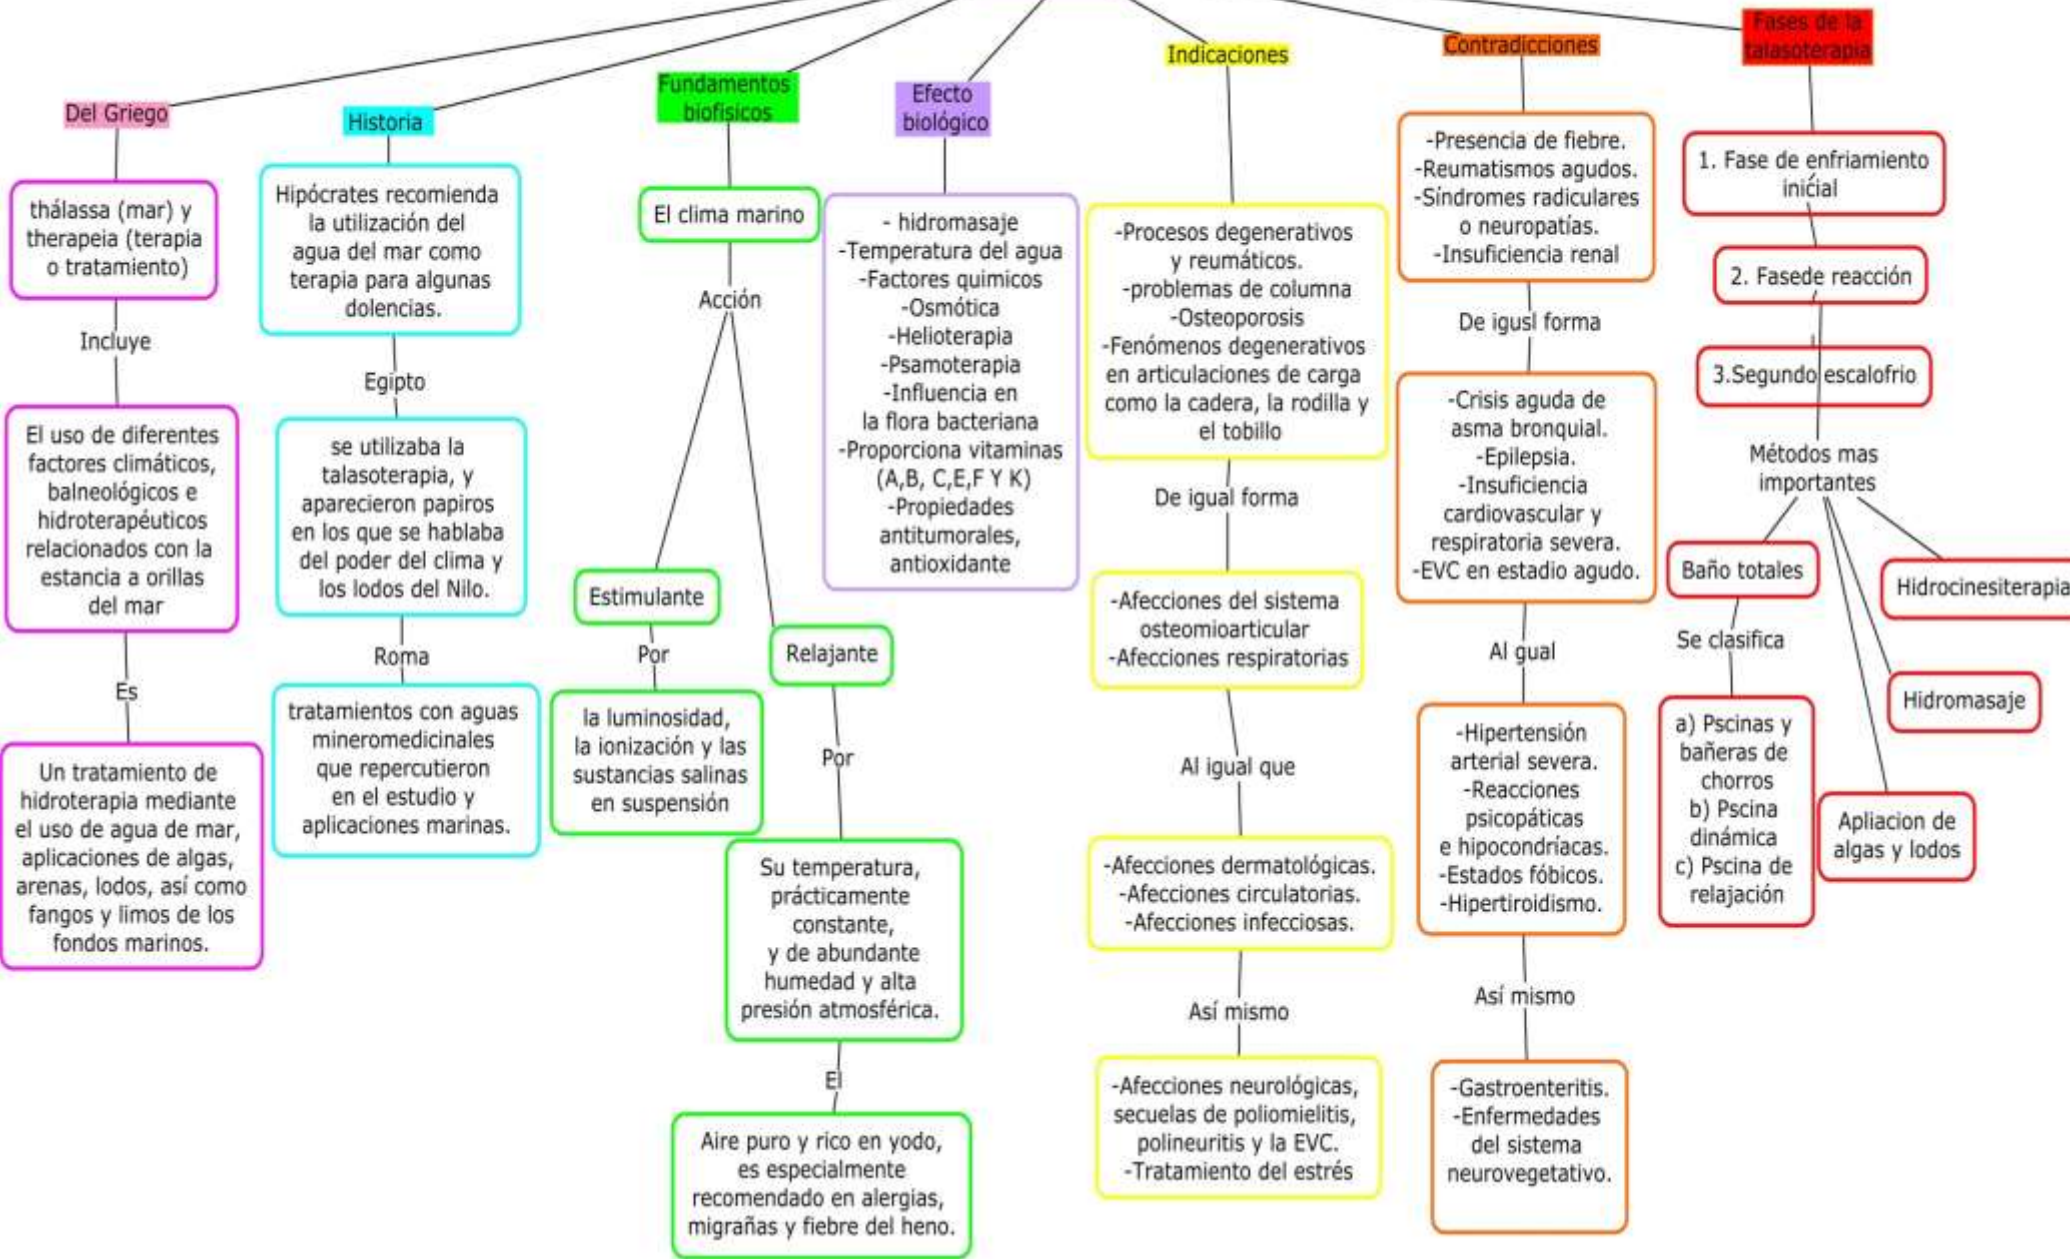 Del Griego
thálassa (mar) y
therapeia (terapia
o tratamiento)
Incluye
El uso de diferentes
factores climáticos,
balneológicos e
hidroterapéuticos
relacionados con la
estancia a orillas
del mar
Es
Un tratamiento de
hidroterapia mediante
el uso de agua de mar,
aplicaciones de algas,
arenas, lodos, así como
fangos y limos de los
fondos marinos.
Historia
Hipócrates recomienda
la utilización del
agua del mar como
terapia para algunas
dolencias.
Egipto
se utilizaba la
talasoterapia, y
aparecieron papiros
en los que se hablaba
del poder del clima y
los lodos del Nilo.
Roma
tratamientos con aguas
mineromedicinales
que repercutieron
en el estudio y
aplicaciones marinas.
Fundamentos
biofisicos
El clima marino
Acción
Estimulante
Por
la luminosidad,
la ionización y las
sustancias salinas
en suspensión
Relajante
Por
Su temperatura,
prácticamente
constante,
y de abundante
humedad y alta
presión atmosférica.
El
Aire puro y rico en yodo,
es especialmente
recomendado en alergias,
migrañas y fiebre del heno.
Efecto
biológico
- hidromasaje
-Temperatura del agua
-Factores quimicos
-Osmótica
-Helioterapia
-Psamoterapia
-Influencia en
la flora bacteriana
-Proporciona vitaminas
(A,B, C,E,F Y K)
-Propiedades
antitumorales,
antioxidante
Indicaciones
-Procesos degenerativos
y reumáticos.
-problemas de columna
-Osteoporosis
-Fenómenos degenerativos
en articulaciones de carga
como la cadera, la rodilla y
el tobillo
De igual forma
-Afecciones del sistema
osteomioarticular
-Afecciones respiratorias
Al igual que
-Afecciones dermatológicas.
-Afecciones circulatorias.
-Afecciones infecciosas.
Así mismo
-Afecciones neurológicas,
secuelas de poliomielitis,
polineuritis y la EVC.
-Tratamiento del estrés
Contradicciones
-Presencia de fiebre.
-Reumatismos agudos.
-Síndromes radiculares
o neuropatías.
-Insuficiencia renal
De igusl forma
-Crisis aguda de
asma bronquial.
-Epilepsia.
-Insuficiencia
cardiovascular y
respiratoria severa.
-EVC en estadio agudo.
Al gual
-Hipertensión
arterial severa.
-Reacciones
psicopáticas
e hipocondríacas.
-Estados fóbicos.
-Hipertiroidismo.
Así mismo
-Gastroenteritis.
-Enfermedades
del sistema
neurovegetativo.
Fases de la
talasoterapia
1. Fase de enfriamiento
inicial
2. Fasede reacción
3.Segundo escalofrio
Métodos mas
importantes
Baño totales
Se clasifica
a) Pscinas y
bañeras de
chorros
b) Pscina
dinámica
c) Pscina de
relajación
Hidrocinesiterapia
Hidromasaje
Apliacion de
algas y lodos